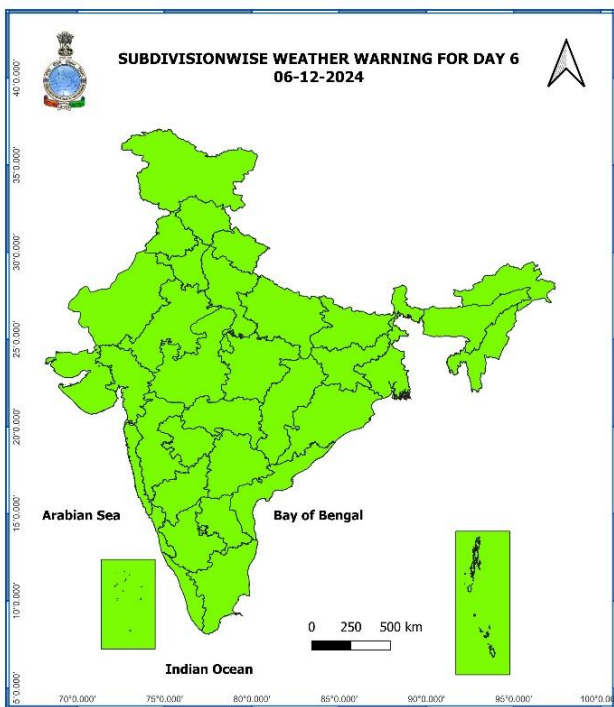 SUBDIVISIONWISE WEATHER WARNING FOR DAY 6
06-12-2024
40°0.000'
35°0.000'
30°0.000'
25°0.000'
20°0.000'
15°0.000'
10°0.000'
5°0.000'
Arabian Sea
Bay of Bengal
0 250 500 km
Indian Ocean
70°0.000' 75°0.000' 80°0.000' 85°0.000' 90°0.000' 95°0.000' 100°0.00